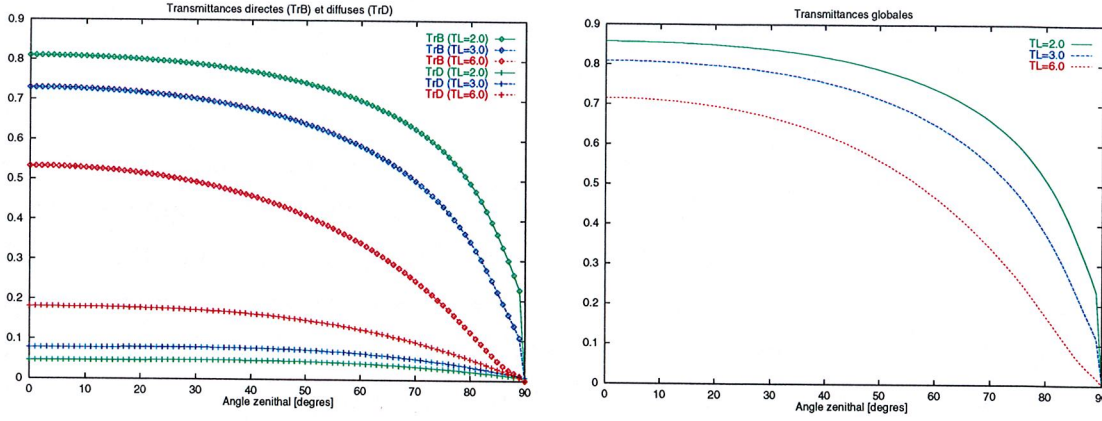 Transmittances directes (TrB) et diffuses (TrD)
0.9
0.8
0.7
0.6
0.5
0.4
0.3
0.2
0.1
0
TrB (TL=2.0)
TrB (TL=3.0)
TrB (TL=6.0)
TrD (TL=2.0)
TrD (TL=3.0)
TrD (TL=6.0)
0 10 20 30 40 50 60 70 80 90
Angle zenithal [degres]
Transmittances globales
0.9
0.8
0.7
0.6
0.5
0.4
0.3
0.2
0.1
0
TL=2.0
TL=3.0
TL=6.0
0 10 20 30 40 50 60 70 80 90
Angle zenithal [degres]